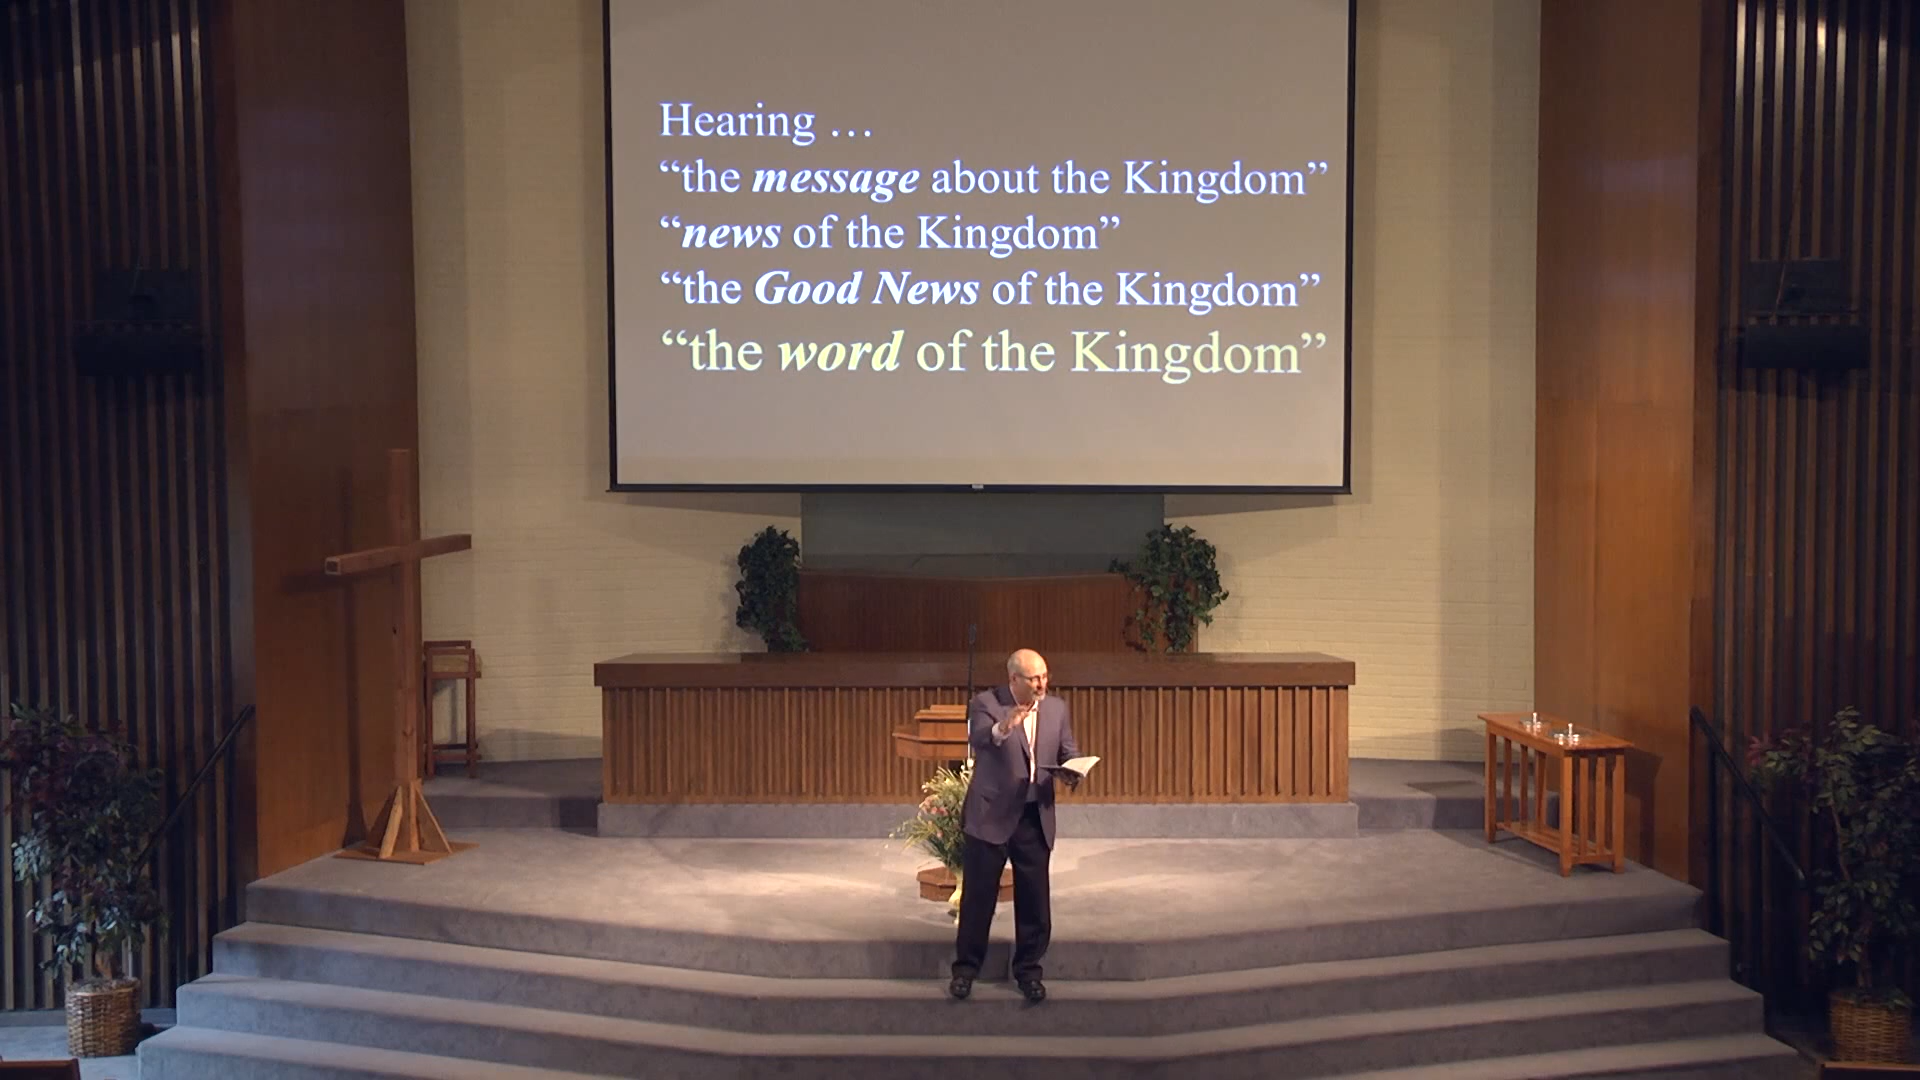 Hearing …
“the message about the Kingdom”
“news of the Kingdom”
“the Good News of the Kingdom”
“the word of the Kingdom”